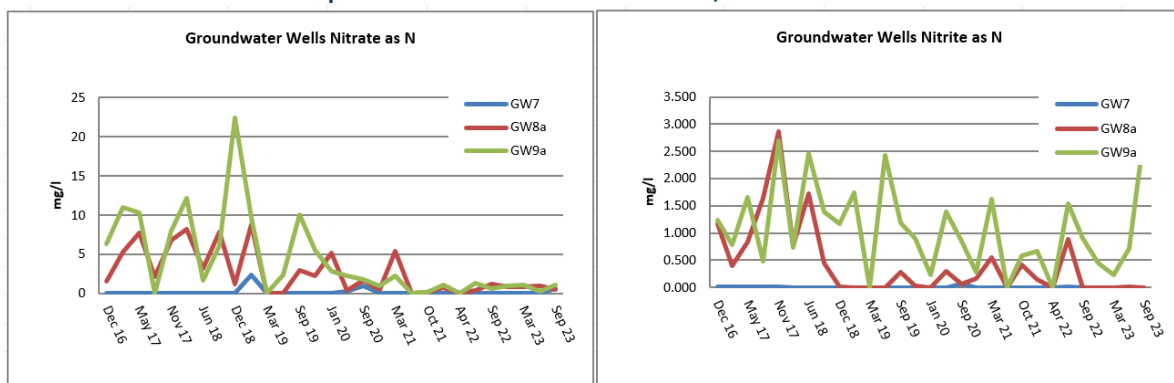 Groundwater Wells Nitrate as N
25
20
15
10
5
0
mg/l
GW7
GW8a
GW9a
Dec 16
May 17
Nov 17
Jun 18
Dec 18
Mar 19
Sep 19
Jan 20
Sep 20
Mar 21
Oct 21
Apr 22
Sep 22
Mar 23
Sep 23
Groundwater Wells Nitrite as N
3.500
3.000
2.500
2.000
1.500
1.000
0.500
0.000
mg/l
GW7
GW8a
GW9a
Dec 16
May 17
Nov 17
Jun 18
Dec 18
Mar 19
Sep 19
Jan 20
Sep 20
Mar 21
Oct 21
Apr 22
Sep 22
Mar 23
Sep 23